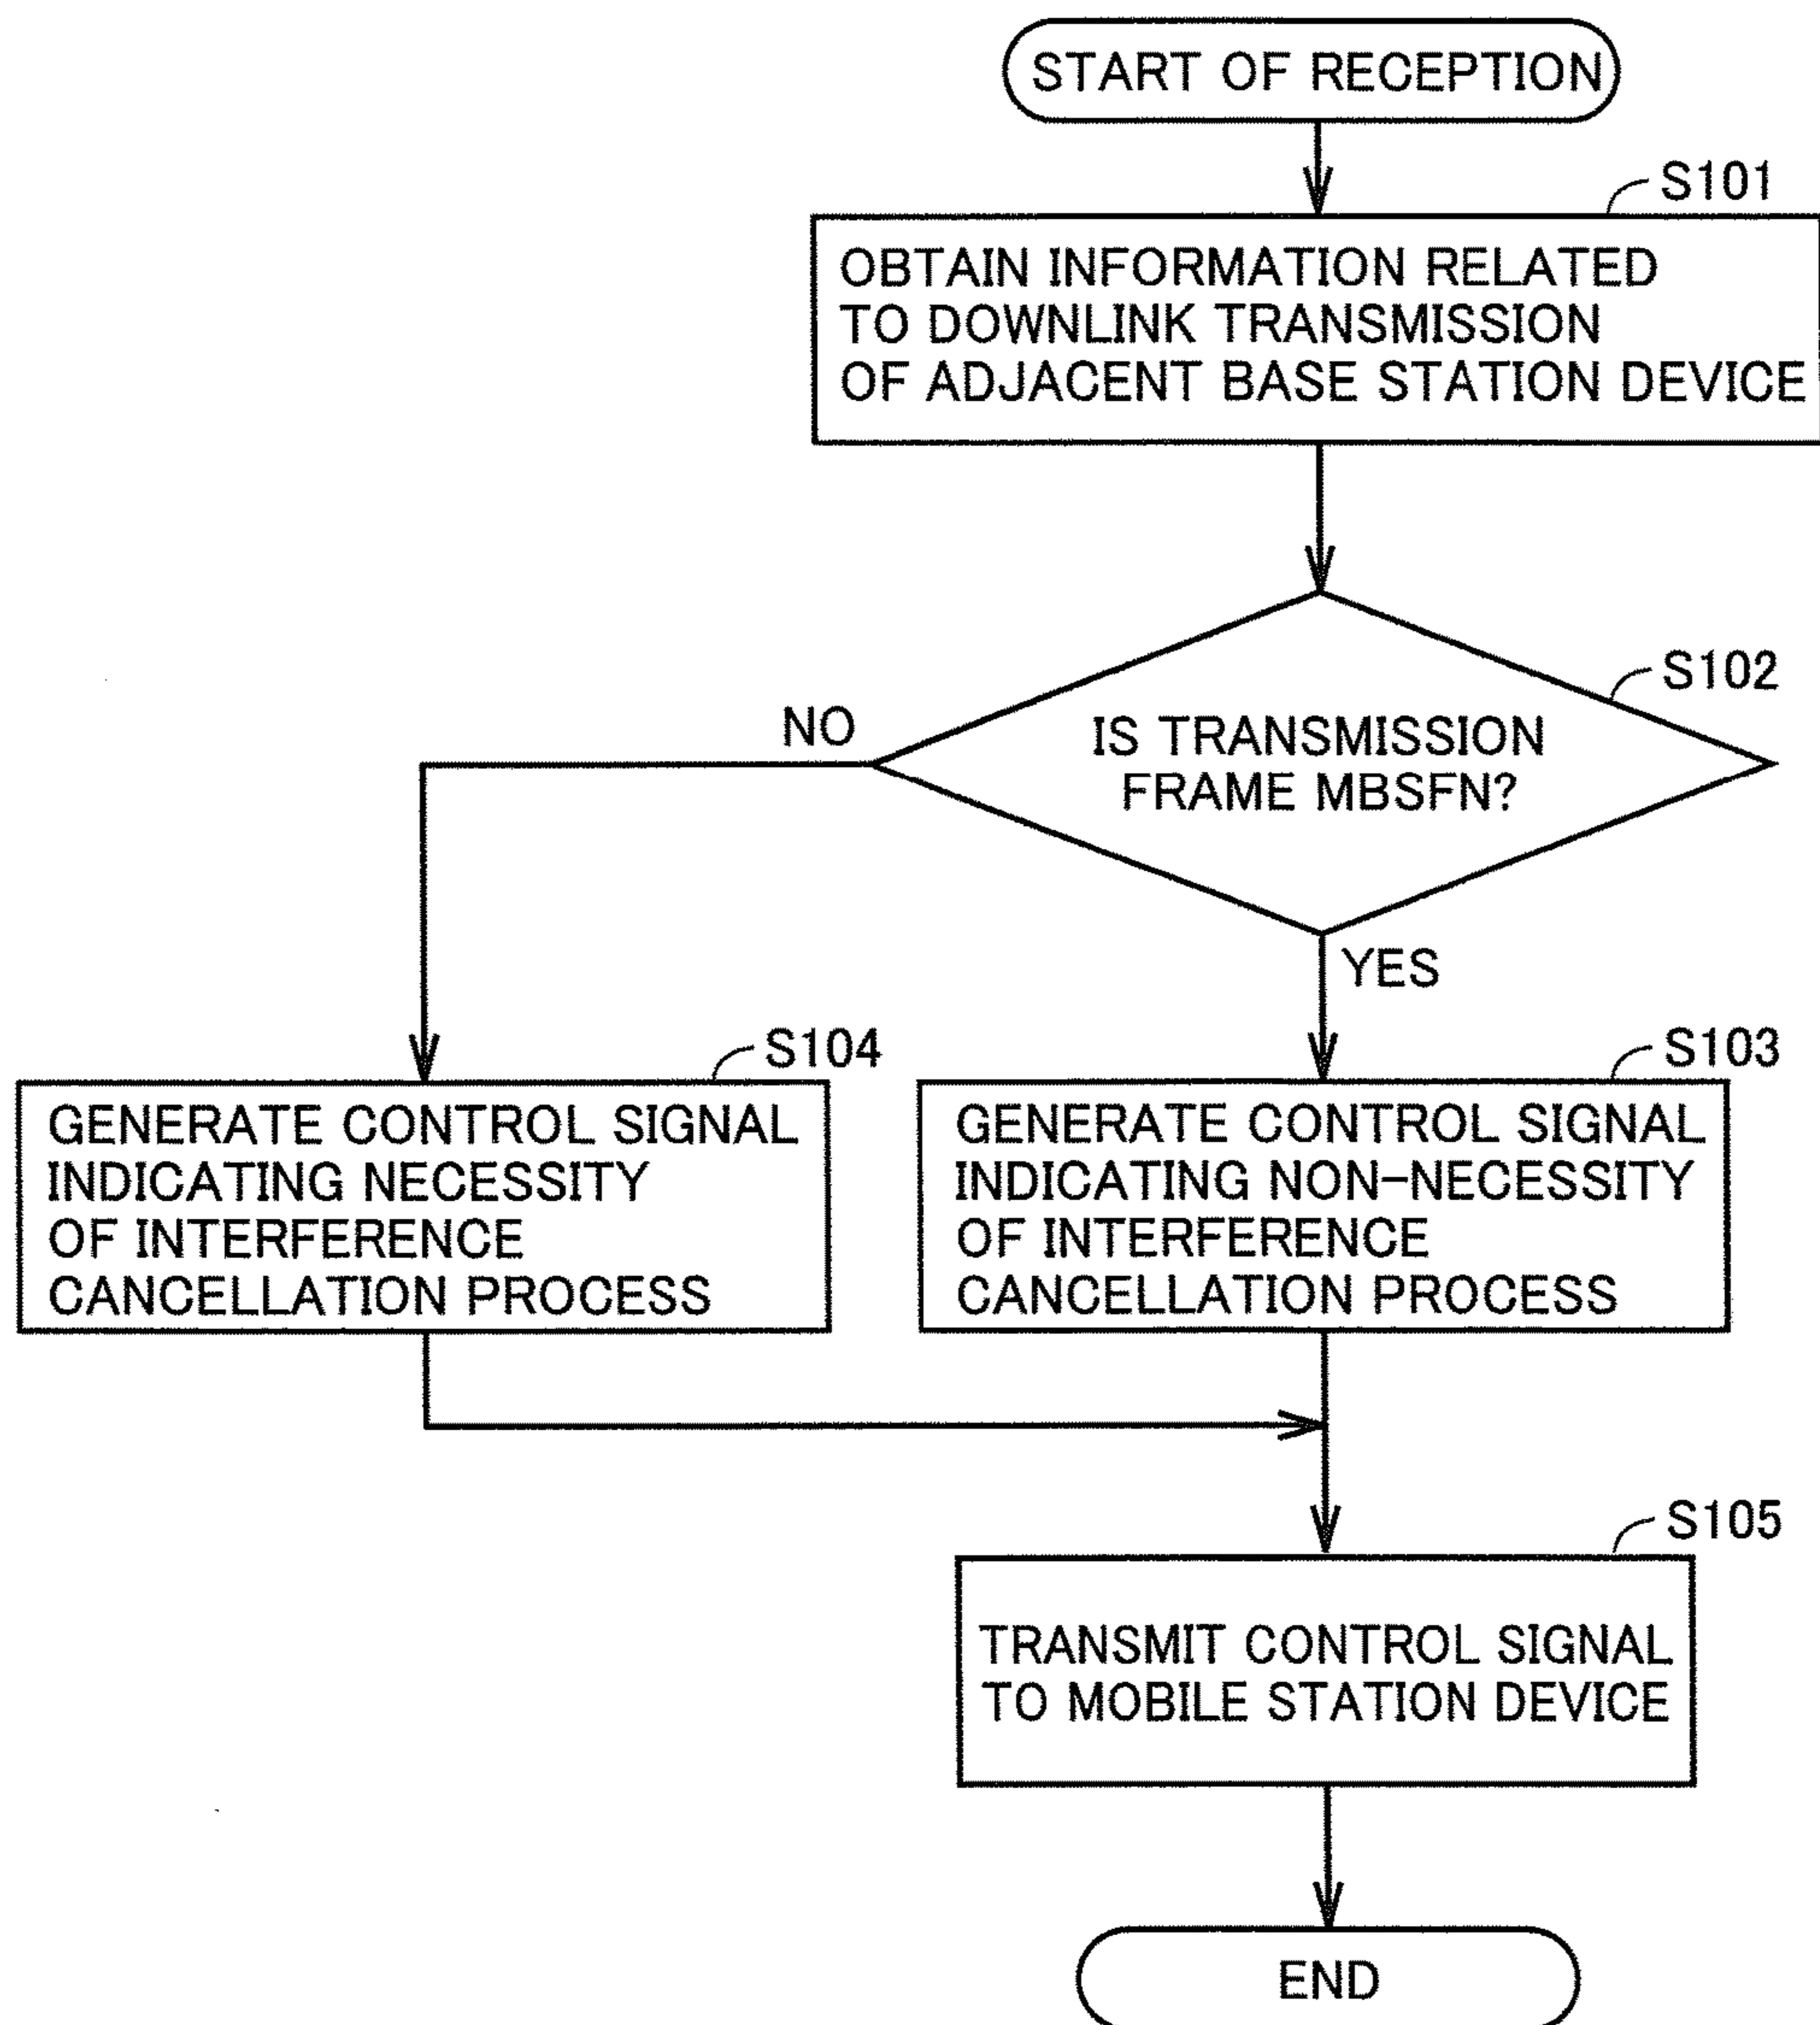 START OF RECEPTION
S101
OBTAIN INFORMATION RELATED
TO DOWNLINK TRANSMISSION
OF ADJACENT BASE STATION DEVICE
S102
NO
IS TRANSMISSION
FRAME MBSFN?
YES
S104
GENERATE CONTROL SIGNAL
INDICATING NECESSITY
OF INTERFERENCE
CANCELLATION PROCESS
S103
GENERATE CONTROL SIGNAL
INDICATING NON-NECESSITY
OF INTERFERENCE
CANCELLATION PROCESS
S105
TRANSMIT CONTROL SIGNAL
TO MOBILE STATION DEVICE
END